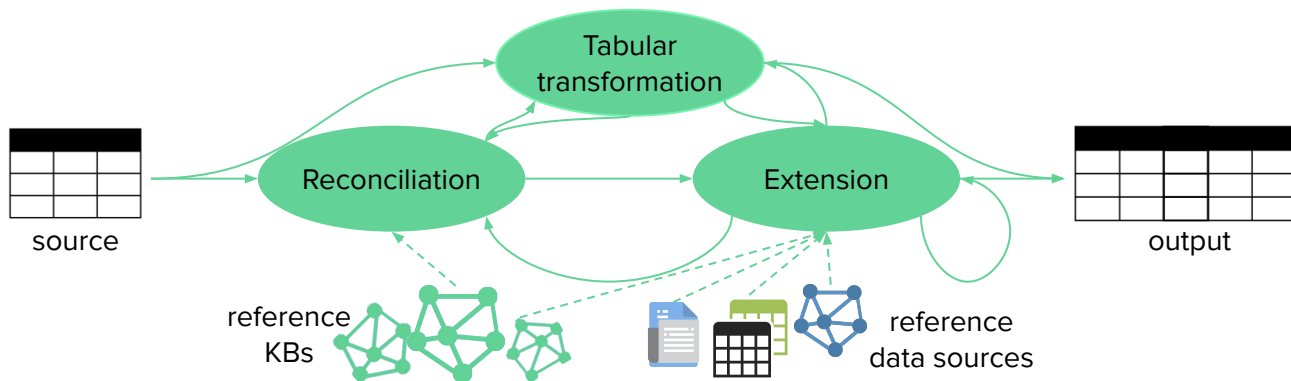 Tabular
transformation
Reconciliation
Extension
source
output
reference
KBs
reference
data sources